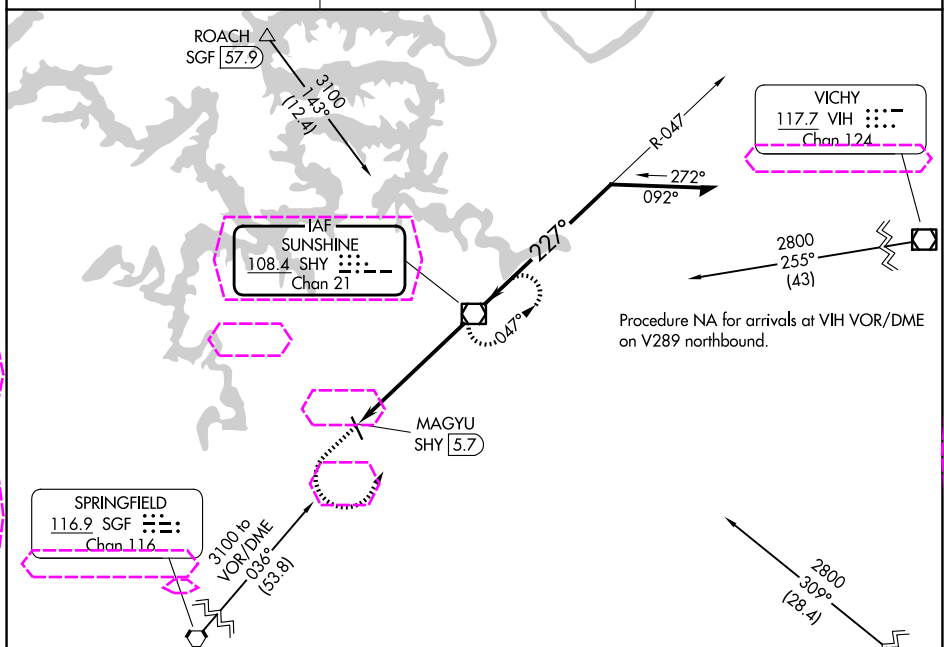 ROACH
SGF 57.9
3100
143°
(12.4)
R-047
VICHY
117.7 VIH
Chan 124
272°
092°
IAF
SUNSHINE
108.4 SHY
Chan 21
227°
2800
255°
(43)
047°
Procedure NA for arrivals at VIH VOR/DME
on V289 northbound.
MAGYU
SHY 5.7
SPRINGFIELD
116.9 SGF
Chan 116
3100 to
VOR/DME
036°
(53.8)
2800
309°
(28.4)